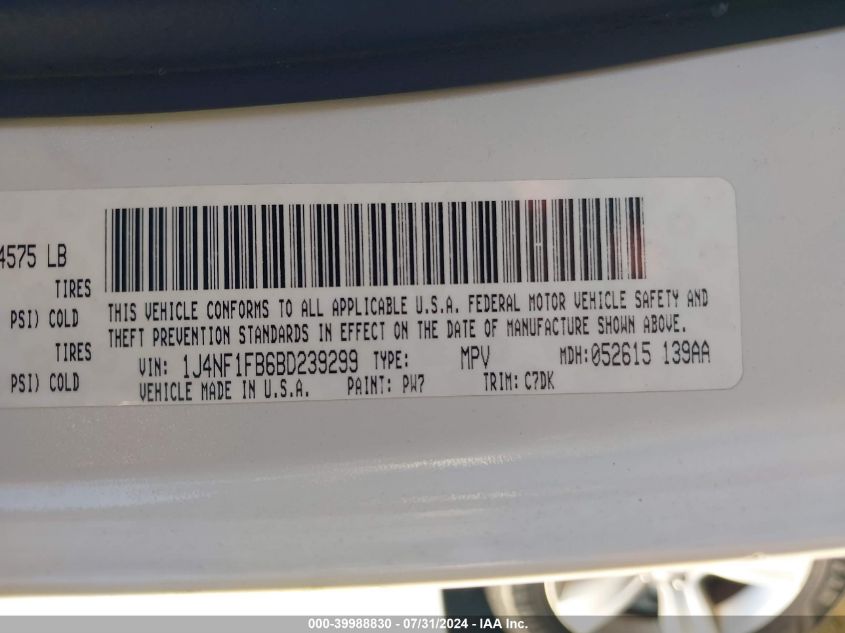 4575 LB
TIRES
PSI) COLD
TIRES
PSI) COLD
THIS VEHICLE CONFORMS TO ALL APPLICABLE U.S.A. FEDERAL MOTOR VEHICLE SAFETY AND
THEFT PREVENTION STANDARDS IN EFFECT ON THE DATE OF MANUFACTURE SHOWN ABOVE.
VIN: 1J4NF1FB6BD239299 TYPE: MPV MDH:052615 139AA
VEHICLE MADE IN U.S.A. PAINT: PW7 TRIM: C7DK
000-39988830 - 07/31/2024 - Copart, Inc.